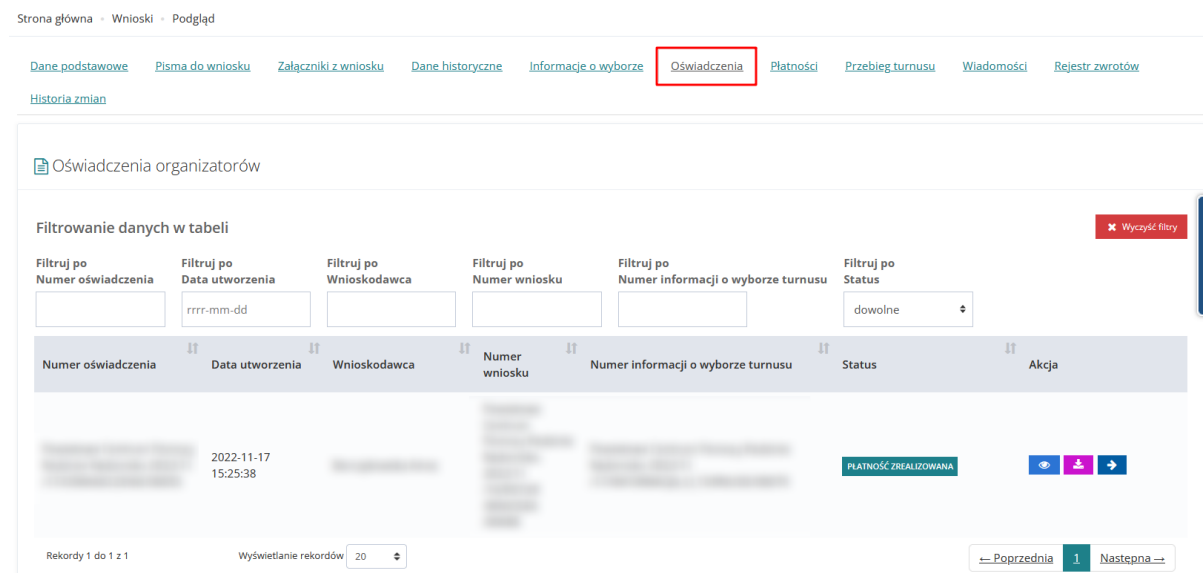 Strona główna Wnioski Podgląd
Dane podstawowe Pisma do wniosku Załączniki z wniosku Dane historyczne Informacje o wyborze Oświadczenia Płatności Przebieg turnusu Wiadomości Rejestr zwrotów
Historia zmian
Oświadczenia organizatorów
Filtrowanie danych w tabeli
✖ Wyczyść filtry
Filtruj po Filtruj po Filtruj po Filtruj po Filtruj po Filtruj po
Numer oświadczenia Data utworzenia Wnioskodawca Numer wniosku Numer informacji o wyborze turnusu Status
rrrr-mm-dd dowolne
Numer oświadczenia Data utworzenia Wnioskodawca Numer wniosku Numer informacji o wyborze turnusu Status Akcja
2022-11-17
15:25:38
PŁATNOŚĆ ZREALIZOWANA
Rekordy 1 do 1 z 1 Wyświetlanie rekordów 20 ← Poprzednia 1 Następna →